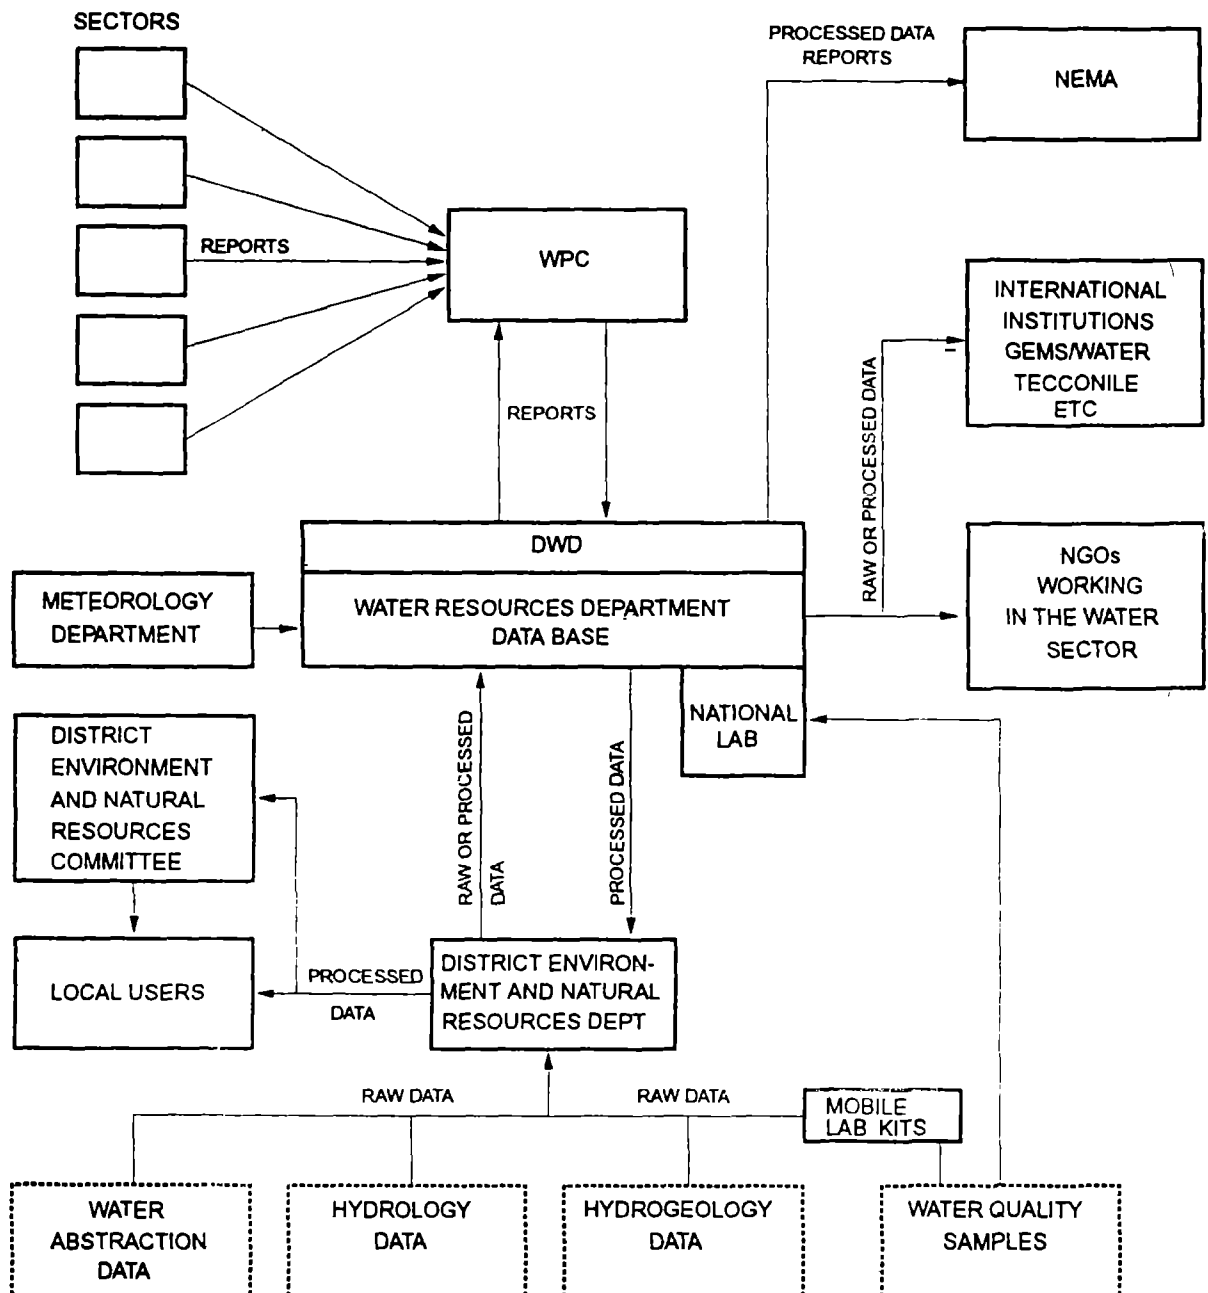 SECTORS
PROCESSED DATA
REPORTS
NEMA
REPORTS
WPC
INTERNATIONAL
INSTITUTIONS
GEMS/WATER
TECCONILE
ETC
RAW OR PROCESSED DATA
REPORTS
DWD
WATER RESOURCES DEPARTMENT
DATA BASE
METEOROLOGY
DEPARTMENT
NGOs
WORKING
IN THE WATER
SECTOR
NATIONAL
LAB
DISTRICT
ENVIRONMENT
AND NATURAL
RESOURCES
COMMITTEE
RAW OR PROCESSED
DATA
PROCESSED DATA
LOCAL USERS
PROCESSED
DATA
DISTRICT ENVIRON-
MENT AND NATURAL
RESOURCES DEPT
RAW DATA
RAW DATA
MOBILE
LAB KITS
WATER
ABSTRACTION
DATA
HYDROLOGY
DATA
HYDROGEOLOGY
DATA
WATER QUALITY
SAMPLES